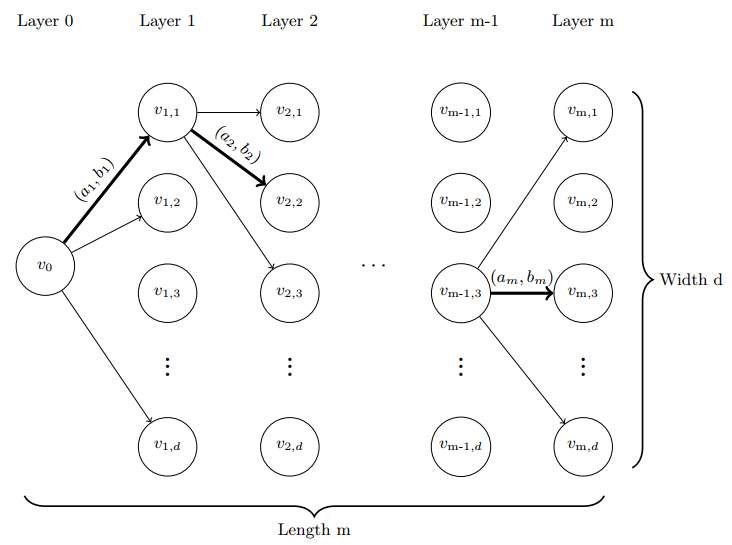 Layer 0 Layer 1 Layer 2 Layer m-1 Layer m
v1,1 v2,1 vm-1,1 vm,1
(a1, b1) (a2, b2)
v1,2 v2,2 vm-1,2 vm,2
v0 ...
(am, bm)
v1,3 v2,3 vm-1,3 vm,3
Width d
⋮ ⋮ ⋮ ⋮
v1,d v2,d vm-1,d vm,d
Length m